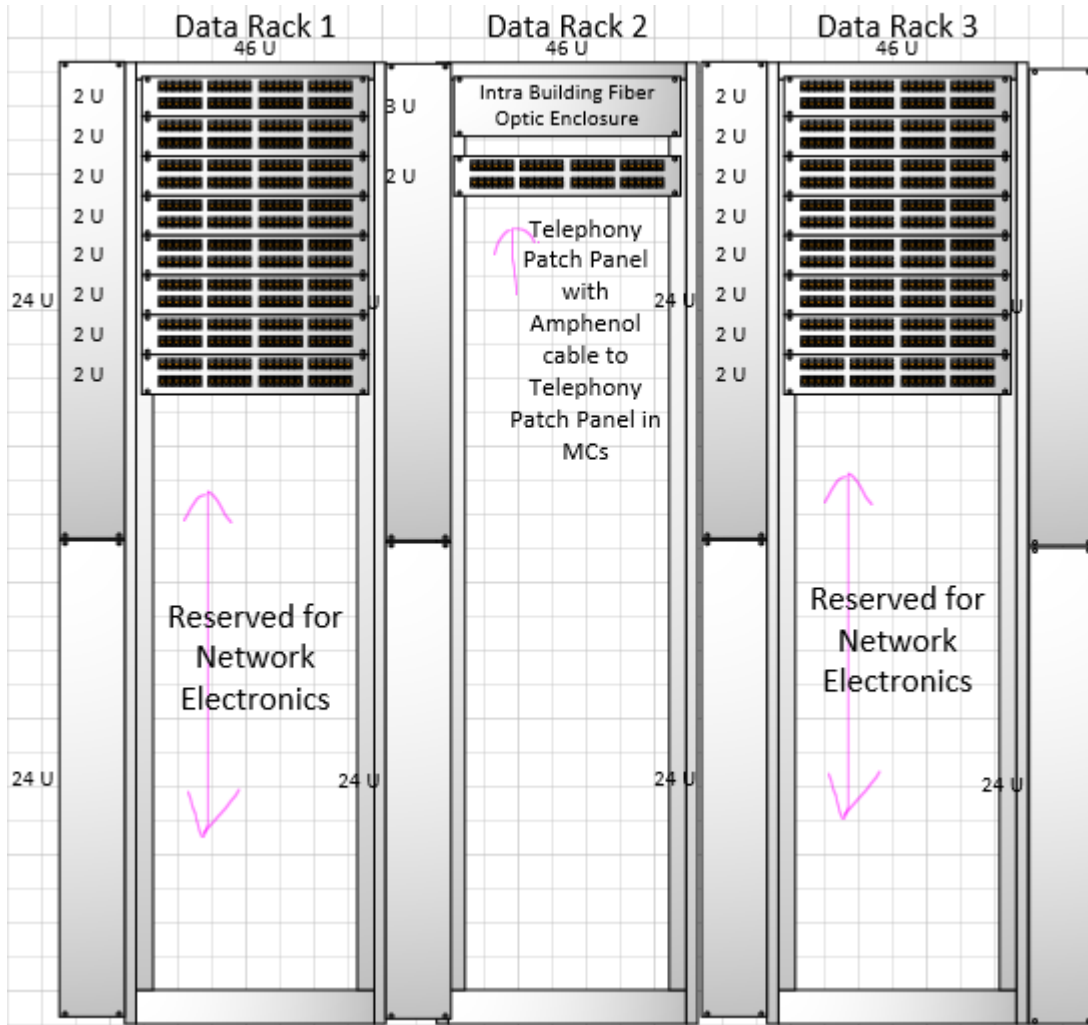 Data Rack 1
46 U
Data Rack 2
46 U
Data Rack 3
46 U
2 U
2 U
2 U
2 U
2 U
2 U
2 U
2 U
24 U
24 U
Reserved for
Network
Electronics
24 U
3 U
2 U
Intra Building Fiber
Optic Enclosure
Telephony
Patch Panel
with
Amphenol
cable to
Telephony
Patch Panel in
MCs
24 U
24 U
2 U
2 U
2 U
2 U
2 U
2 U
2 U
2 U
U
Reserved for
Network
Electronics
24 U